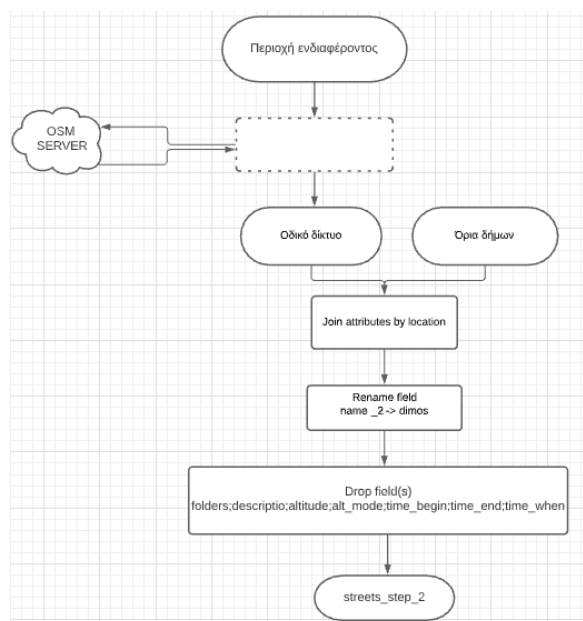 Περιοχή ενδιαφέροντος
OSM
SERVER
Οδικό δίκτυο
Όρια δήμων
Join attributes by location
Rename field
name _2-> dimos
Drop field(s)
folders;descriptio;altitude;alt_mode;time_begin;time_end;time_when
streets_step_2